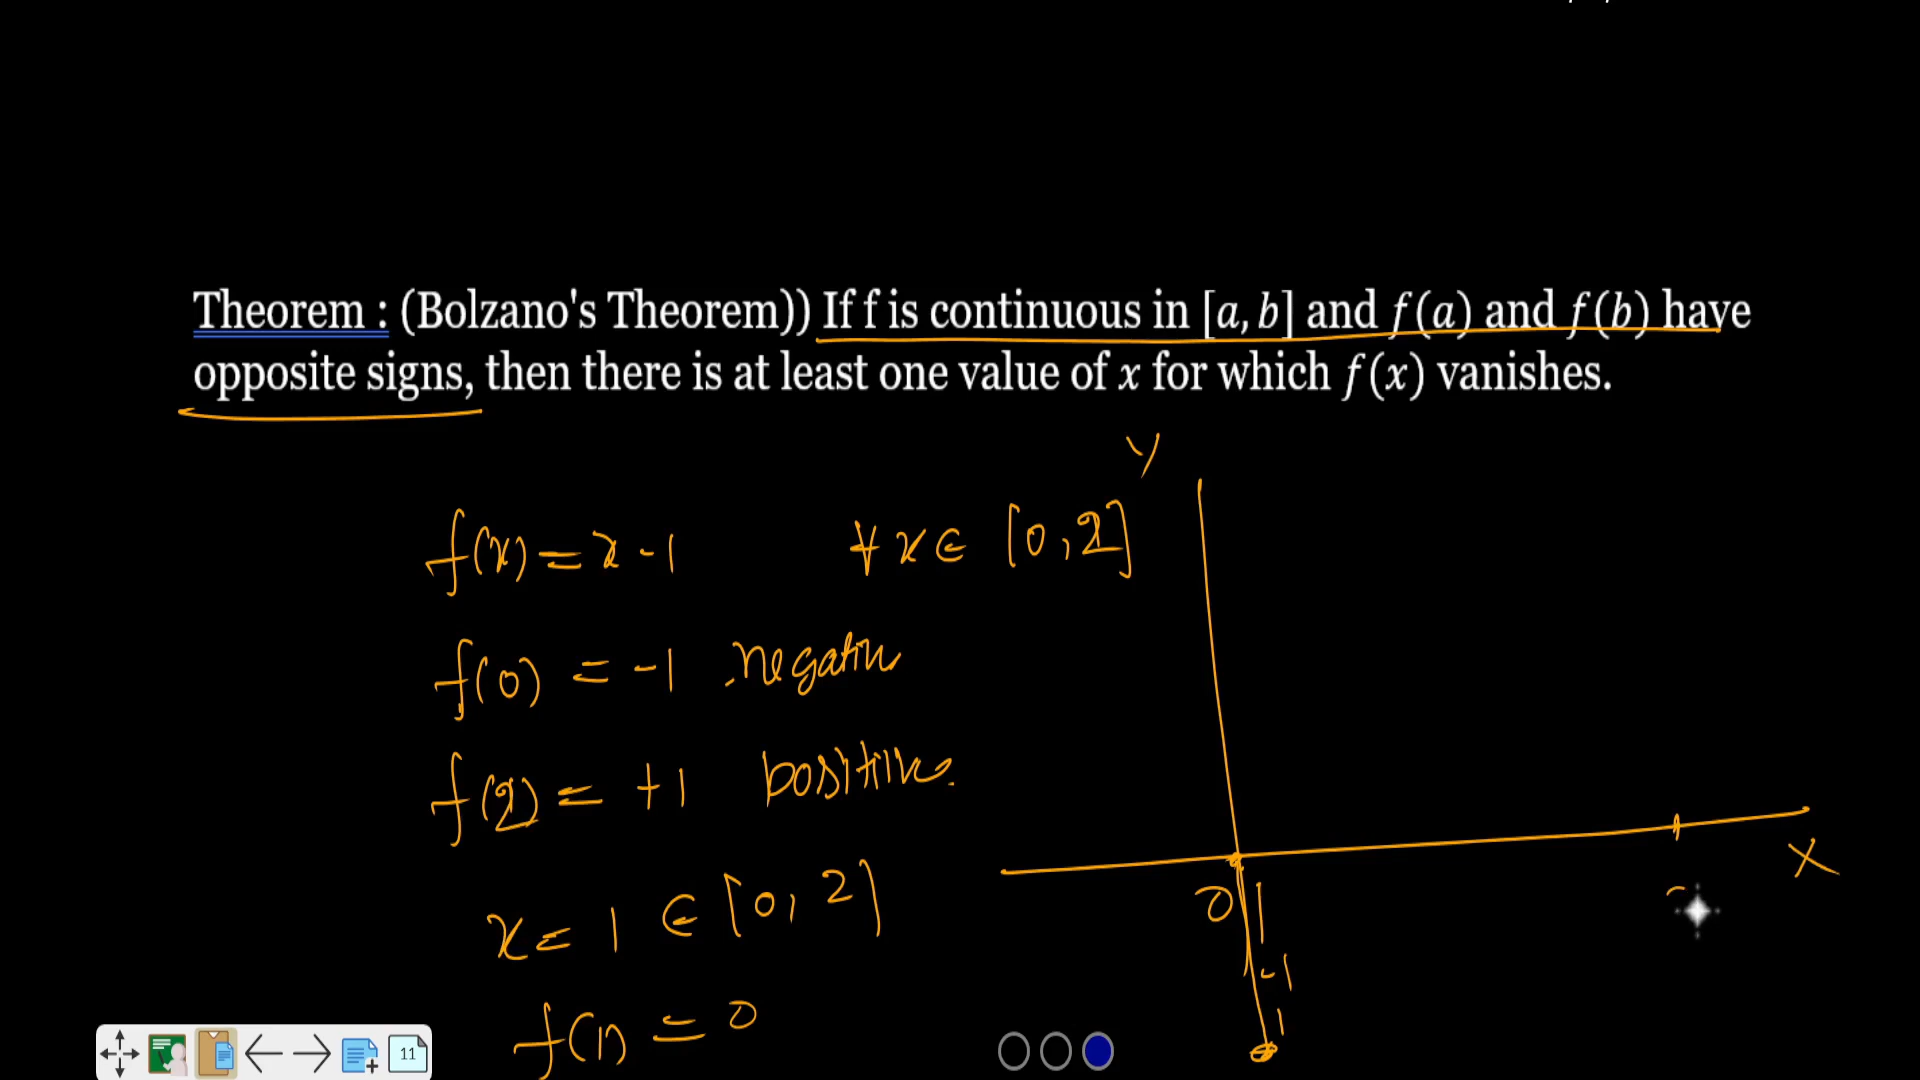 Theorem : (Bolzano's Theorem)) If f is continuous in [a, b] and f(a) and f(b) have
opposite signs, then there is at least one value of x for which f(x) vanishes.
Y
f(x) = x - 1 ∀ x ∈ [0, 2]
f(0) = -1 negative
f(2) = +1 positive.
X
x = 1 ∈ [0, 2]
0
-1
f(1) = 0
11